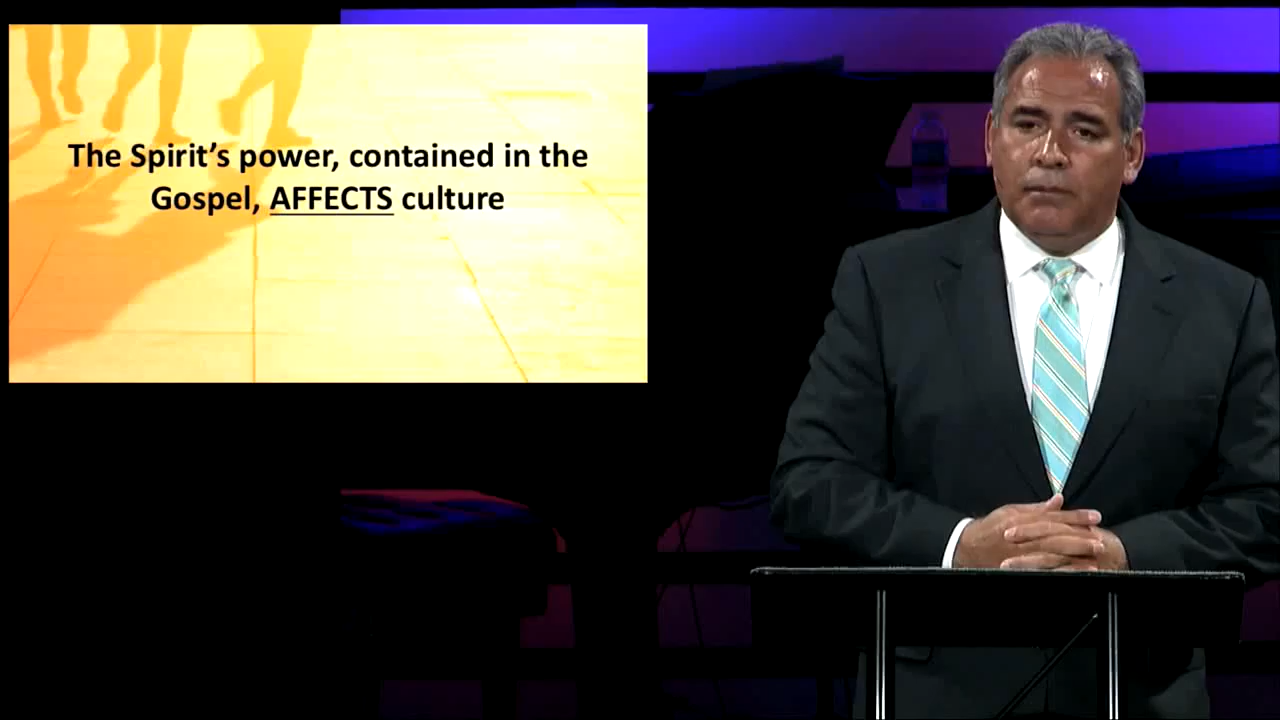 The Spirit’s power, contained in the
Gospel, AFFECTS culture